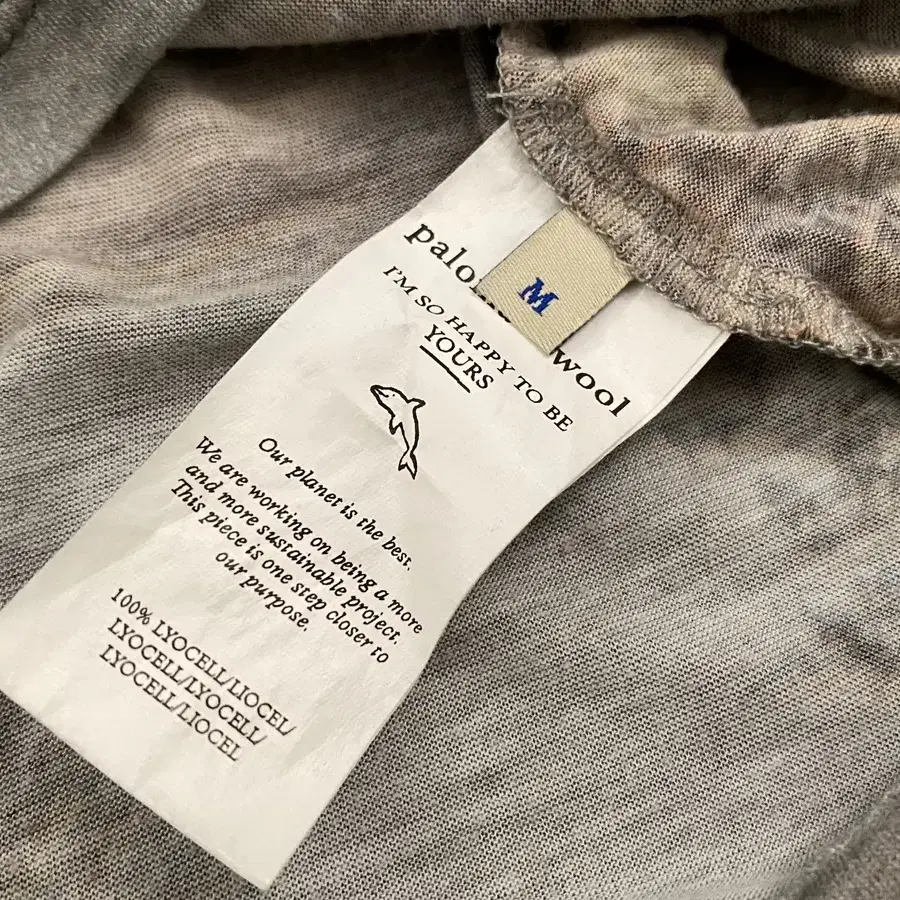 palo wool
M
I'M SO HAPPY TO BE
YOURS
Our planet is the best.
We are working on being a more
and more sustainable project.
This piece is one step closer to
our purpose.
100% LYOCELL/LIOCEL/
LYOCELL/LYOCELL/
LYOCELL/LIOCEL